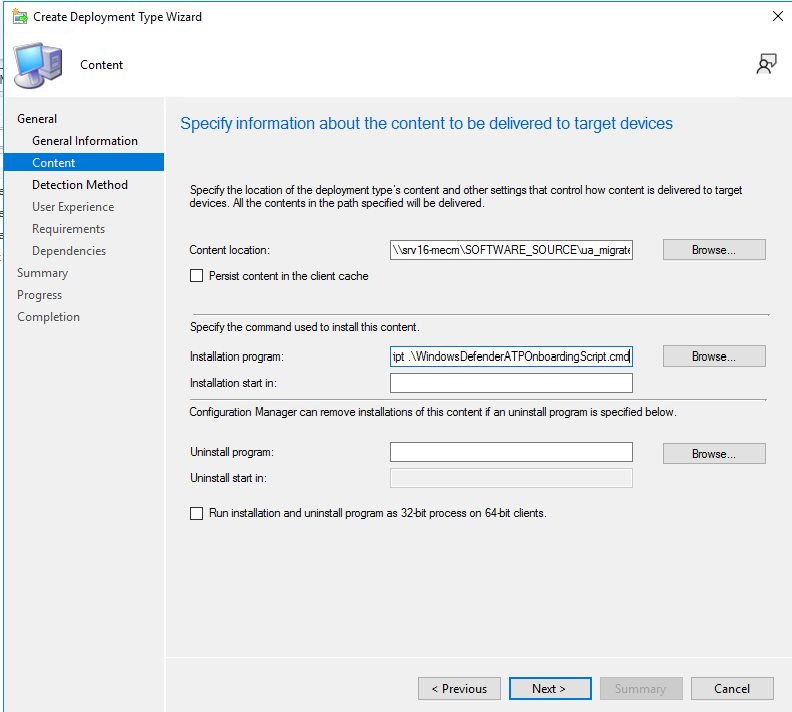 Create Deployment Type Wizard
Content
General
General Information
Content
Detection Method
User Experience
Requirements
Dependencies
Summary
Progress
Completion
Specify information about the content to be delivered to target devices
Specify the location of the deployment type's content and other settings that control how content is delivered to target
devices. All the contents in the path specified will be delivered.
Content location:
\\srv16-mecm\SOFTWARE_SOURCE\ua_migrate
Browse...
Persist content in the client cache
Specify the command used to install this content.
Installation program:
ipt .\WindowsDefenderATPOnboardingScript.cmd
Browse...
Installation start in:
Configuration Manager can remove installations of this content if an uninstall program is specified below.
Uninstall program:
Browse...
Uninstall start in:
Run installation and uninstall program as 32-bit process on 64-bit clients.
< Previous
Next >
Summary
Cancel